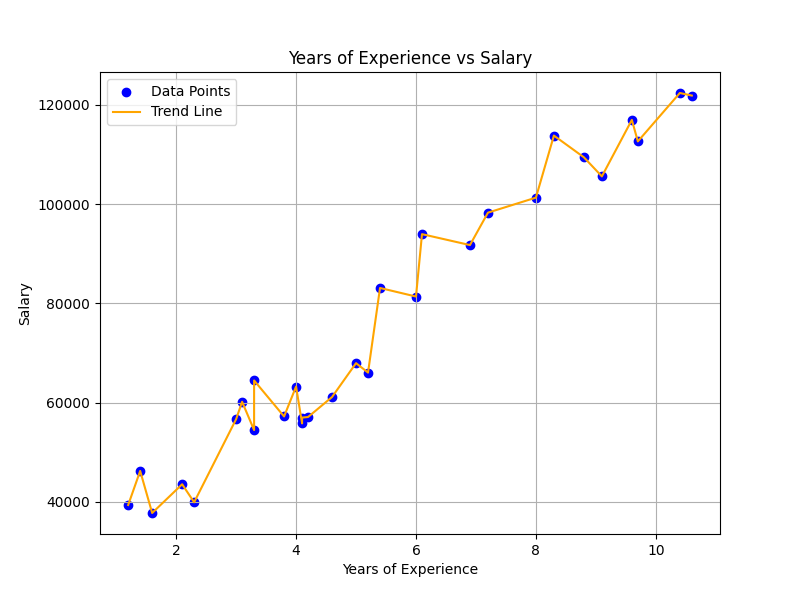 Years of Experience vs Salary
Data Points
Trend Line
120000
100000
80000
60000
40000
Salary
2 4 6 8 10
Years of Experience